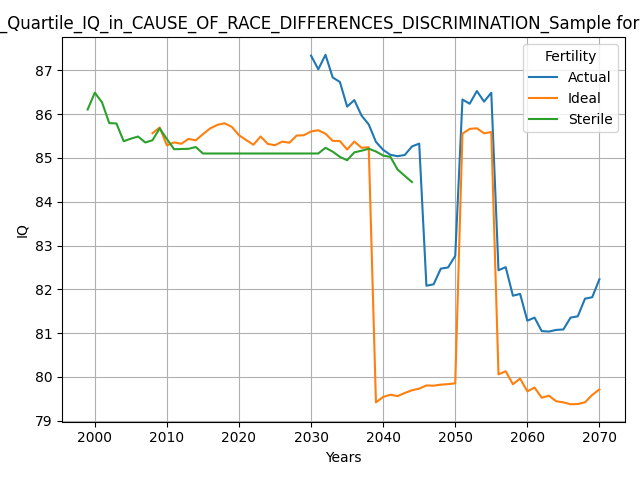 _Quartile_IQ_in_CAUSE_OF_RACE_DIFFERENCES_DISCRIMINATION_Sample for
Fertility
Actual
Ideal
Sterile
87
86
85
84
83
82
81
80
79
IQ
2000
2010
2020
2030
2040
2050
2060
2070
Years